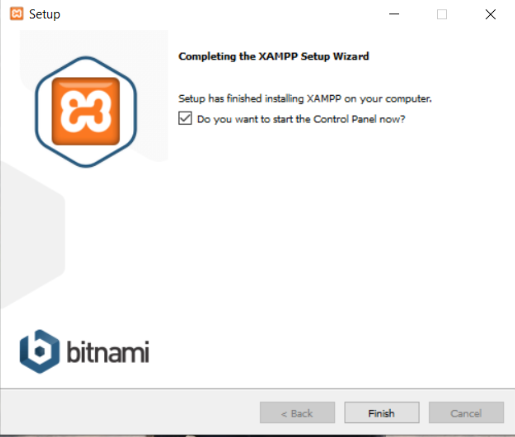 Setup
Completing the XAMPP Setup Wizard
Setup has finished installing XAMPP on your computer.
Do you want to start the Control Panel now?
bitnami
< Back
Finish
Cancel